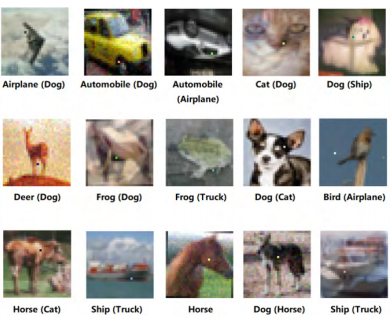 Airplane (Dog)
Automobile (Dog)
Automobile
(Airplane)
Cat (Dog)
Dog (Ship)
Deer (Dog)
Frog (Dog)
Frog (Truck)
Dog (Cat)
Bird (Airplane)
Horse (Cat)
Ship (Truck)
Horse
Dog (Horse)
Ship (Truck)